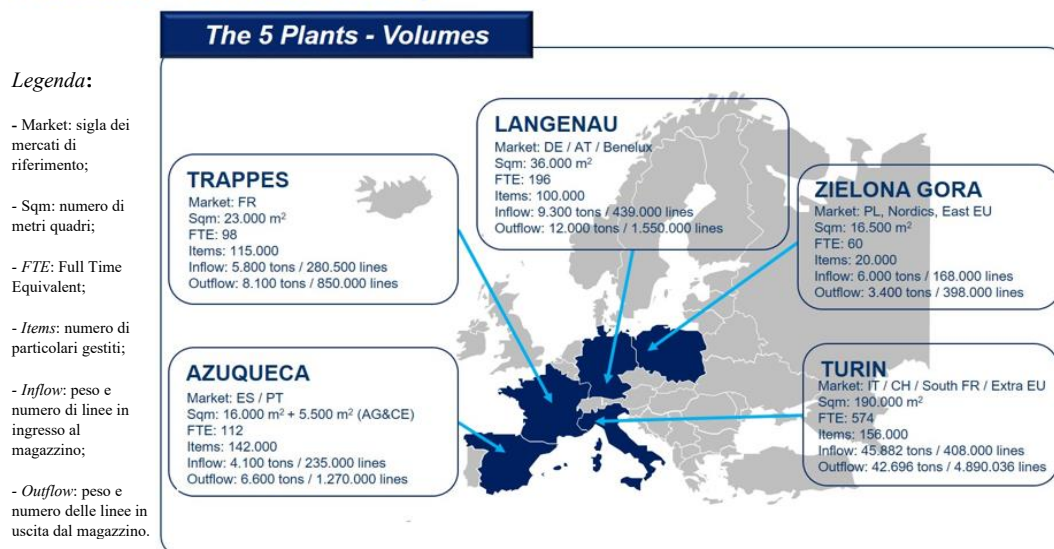 The 5 Plants - Volumes
Legenda:
- Market: sigla dei
mercati di
riferimento;
- Sqm: numero di
metri quadri;
- FTE: Full Time
Equivalent;
- Items: numero di
particolari gestiti;
- Inflow: peso e
numero di linee in
ingresso al
magazzino;
- Outflow: peso e
numero delle linee in
uscita dal magazzino.
TRAPPES
Market: FR
Sqm: 23.000 m²
FTE: 98
Items: 115.000
Inflow: 5.800 tons / 280.500 lines
Outflow: 8.100 tons / 850.000 lines
LANGENAU
Market: DE / AT / Benelux
Sqm: 36.000 m²
FTE: 196
Items: 100.000
Inflow: 9.300 tons / 439.000 lines
Outflow: 12.000 tons / 1.550.000 lines
ZIELONA GORA
Market: PL, Nordics, East EU
Sqm: 16.500 m²
FTE: 60
Items: 20.000
Inflow: 6.000 tons / 168.000 lines
Outflow: 3.400 tons / 398.000 lines
AZUQUECA
Market: ES / PT
Sqm: 16.000 m² + 5.500 m² (AG&CE)
FTE: 112
Items: 142.000
Inflow: 4.100 tons / 235.000 lines
Outflow: 6.600 tons / 1.270.000 lines
TURIN
Market: IT / CH / South FR / Extra EU
Sqm: 190.000 m²
FTE: 574
Items: 156.000
Inflow: 45.882 tons / 408.000 lines
Outflow: 42.696 tons / 4.890.036 lines